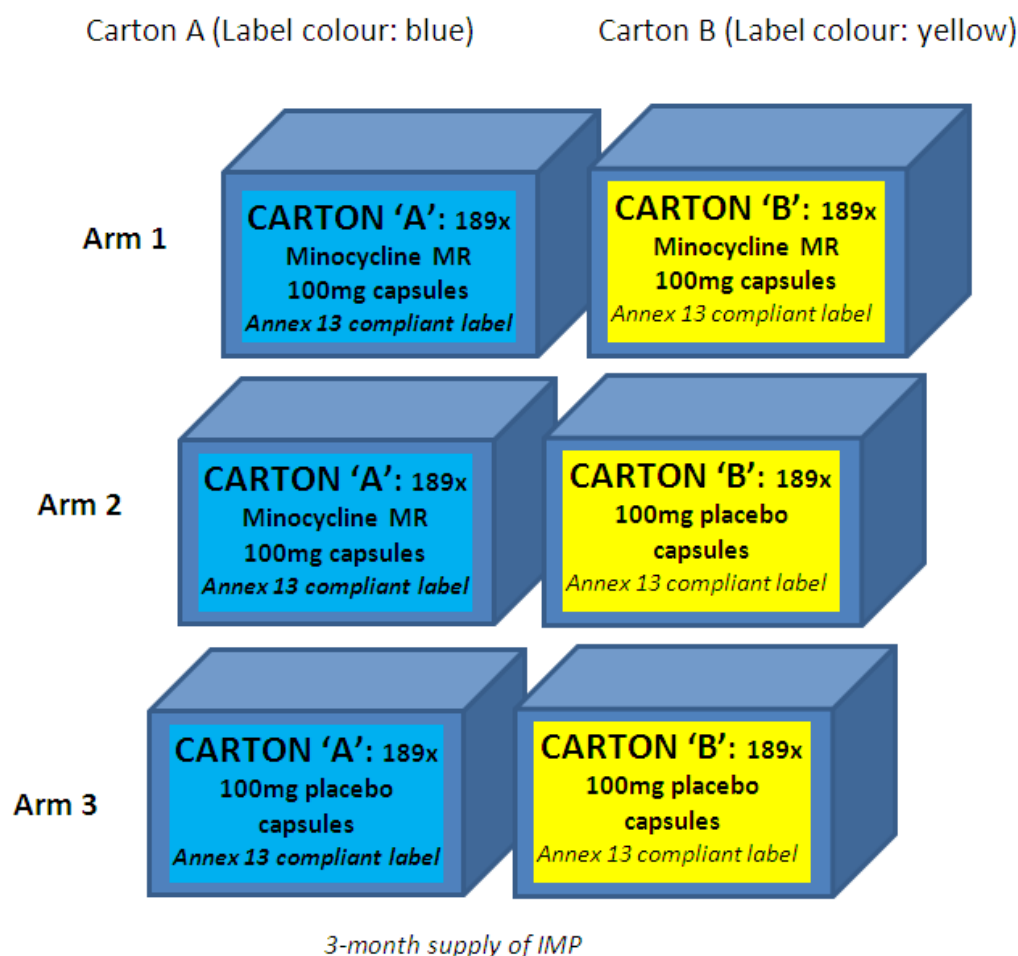 Carton A (Label colour: blue)
Carton B (Label colour: yellow)
Arm 1
CARTON ‘A’: 189x
Minocycline MR
100mg capsules
Annex 13 compliant label
CARTON ‘B’: 189x
Minocycline MR
100mg capsules
Annex 13 compliant label
Arm 2
CARTON ‘A’: 189x
Minocycline MR
100mg capsules
Annex 13 compliant label
CARTON ‘B’: 189x
100mg placebo
capsules
Annex 13 compliant label
Arm 3
CARTON ‘A’: 189x
100mg placebo
capsules
Annex 13 compliant label
CARTON ‘B’: 189x
100mg placebo
capsules
Annex 13 compliant label
3-month supply of IMP